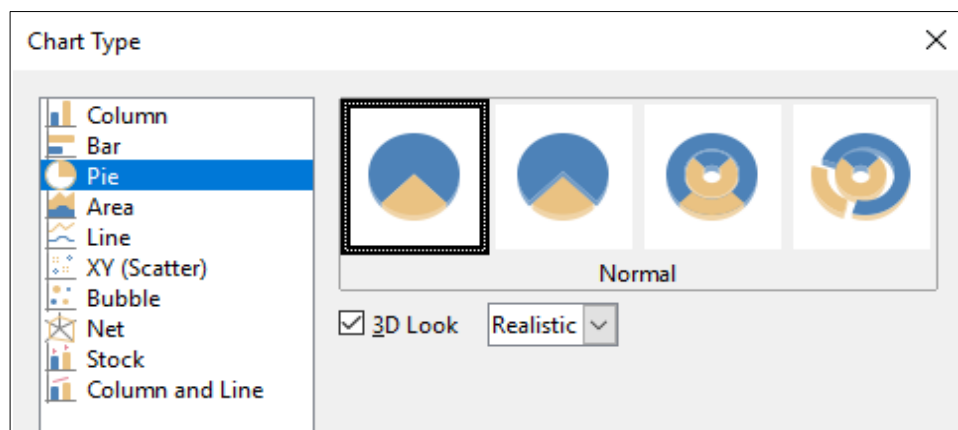 Chart Type
Column
Bar
Pie
Area
Line
XY (Scatter)
Bubble
Net
Stock
Column and Line
Normal
3D Look Realistic